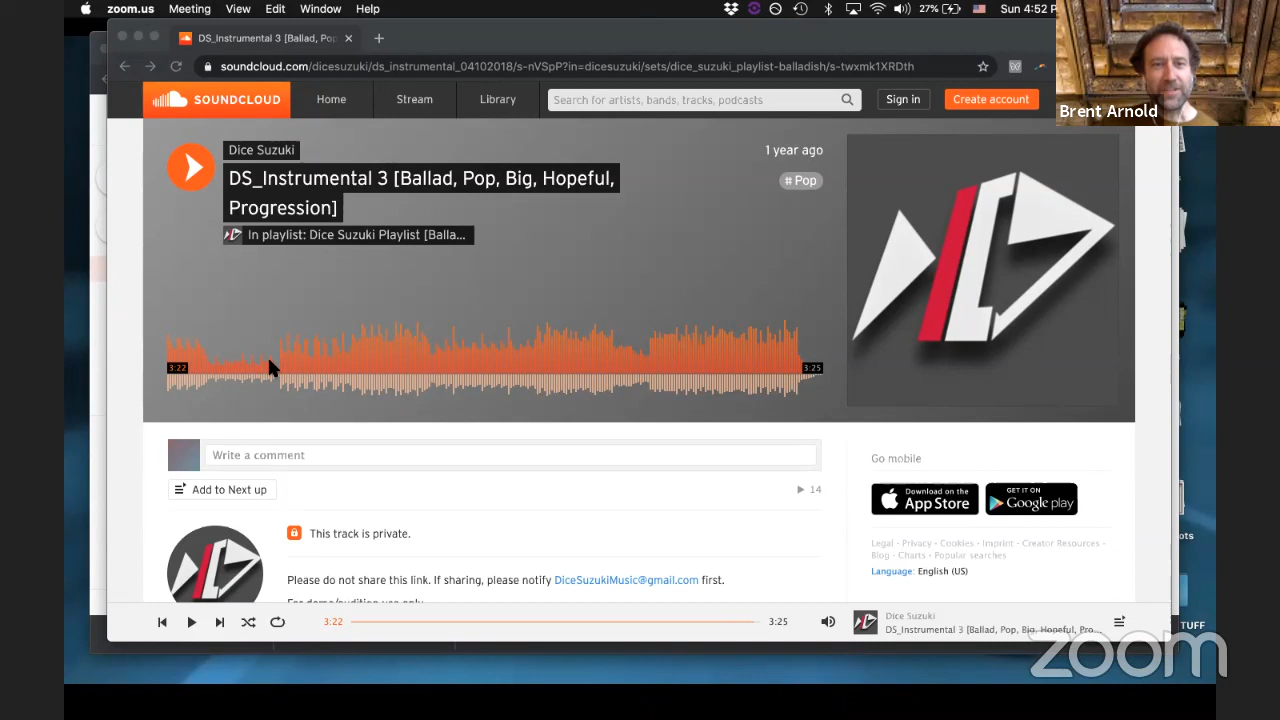 zoom.us Meeting View Edit Window Help 27% Sun 4:52 P
DS_Instrumental 3 [Ballad, Pop
soundcloud.com/dicesuzuki/ds_instrumental_04102018/s-nVSpP?in=dicesuzuki/sets/dice_suzuki_playlist-balladish/s-twxmk1XRDth
Brent Arnold
SOUNDCLOUD Home Stream Library Search for artists, bands, tracks, podcasts Sign in Create account
Dice Suzuki 1 year ago
DS_Instrumental 3 [Ballad, Pop, Big, Hopeful, # Pop
Progression]
In playlist: Dice Suzuki Playlist [Balla...
3:22 3:25
Write a comment
Go mobile
Add to Next up 14
Download on the App Store GET IT ON Google play
This track is private.
Legal - Privacy - Cookies - Imprint - Creator Resources -
Blog - Charts - Popular searches
Language: English (US)
Please do not share this link. If sharing, please notify DiceSuzukiMusic@gmail.com first.
For demo/audition use only
3:22 3:25
Dice Suzuki
DS_Instrumental 3 [Ballad, Pop, Big, Hopeful, Pro...
ots
TUFF
zoom